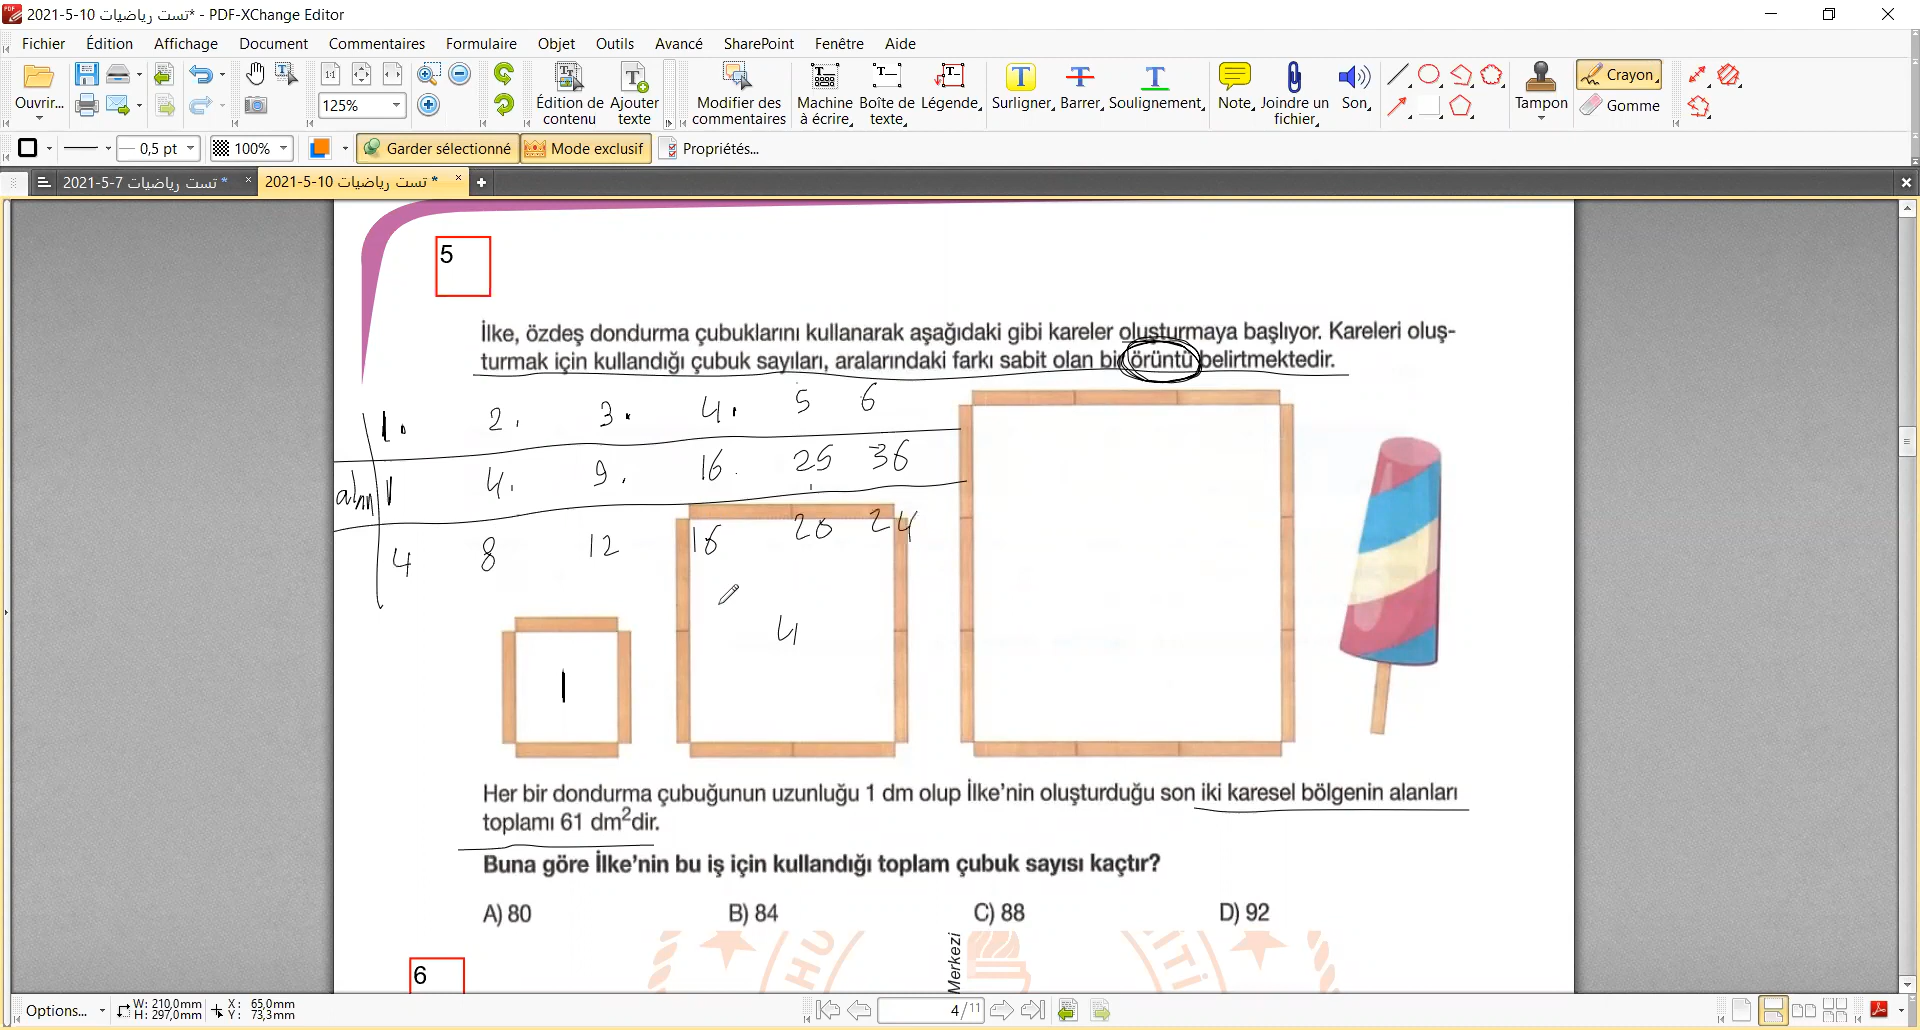 2021-5-10 تست ریاضیات* - PDF-XChange Editor
Fichier Édition Affichage Document Commentaires Formulaire Objet Outils Avancé SharePoint Fenêtre Aide
Ouvrir... 125% Édition de contenu Ajouter texte Modifier des commentaires Machine à écrire Boîte de texte Légende Surligner Barrer Soulignement Note Joindre un fichier Son Tampon Crayon Gomme
0,5 pt 100% Garder sélectionné Mode exclusif Propriétés...
2021-5-7 تست ریاضیات * 2021-5-10 تست ریاضیات *
5
İlke, özdeş dondurma çubuklarını kullanarak aşağıdaki gibi kareler oluşturmaya başlıyor. Kareleri oluş-
turmak için kullandığı çubuk sayıları, aralarındaki farkı sabit olan bir örüntü belirtmektedir.
1. 2. 3. 4. 5 6
alan 1 4. 9. 16. 25 36
4 8 12 16 20 24
1 4
Her bir dondurma çubuğunun uzunluğu 1 dm olup İlke'nin oluşturduğu son iki karesel bölgenin alanları
toplamı 61 dm²dir.
Buna göre İlke'nin bu iş için kullandığı toplam çubuk sayısı kaçtır?
A) 80 B) 84 C) 88 D) 92
Merkezi
6
Options... W: 210,0mm H: 297,0mm X: 65,0mm Y: 73,3mm 4 / 11